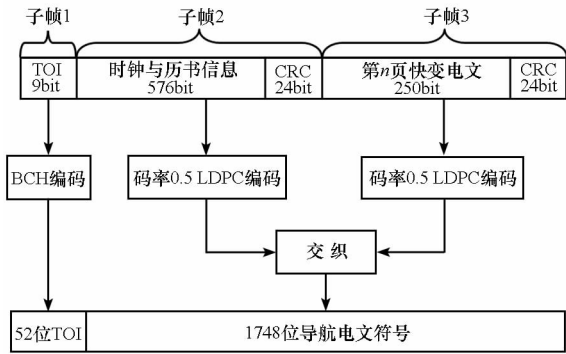 子帧1
子帧2
子帧3
TOI
9bit
时钟与历书信息
576bit
CRC
24bit
第n页快变电文
250bit
CRC
24bit
BCH编码
码率0.5 LDPC编码
码率0.5 LDPC编码
交 织
52位TOI
1748位导航电文符号